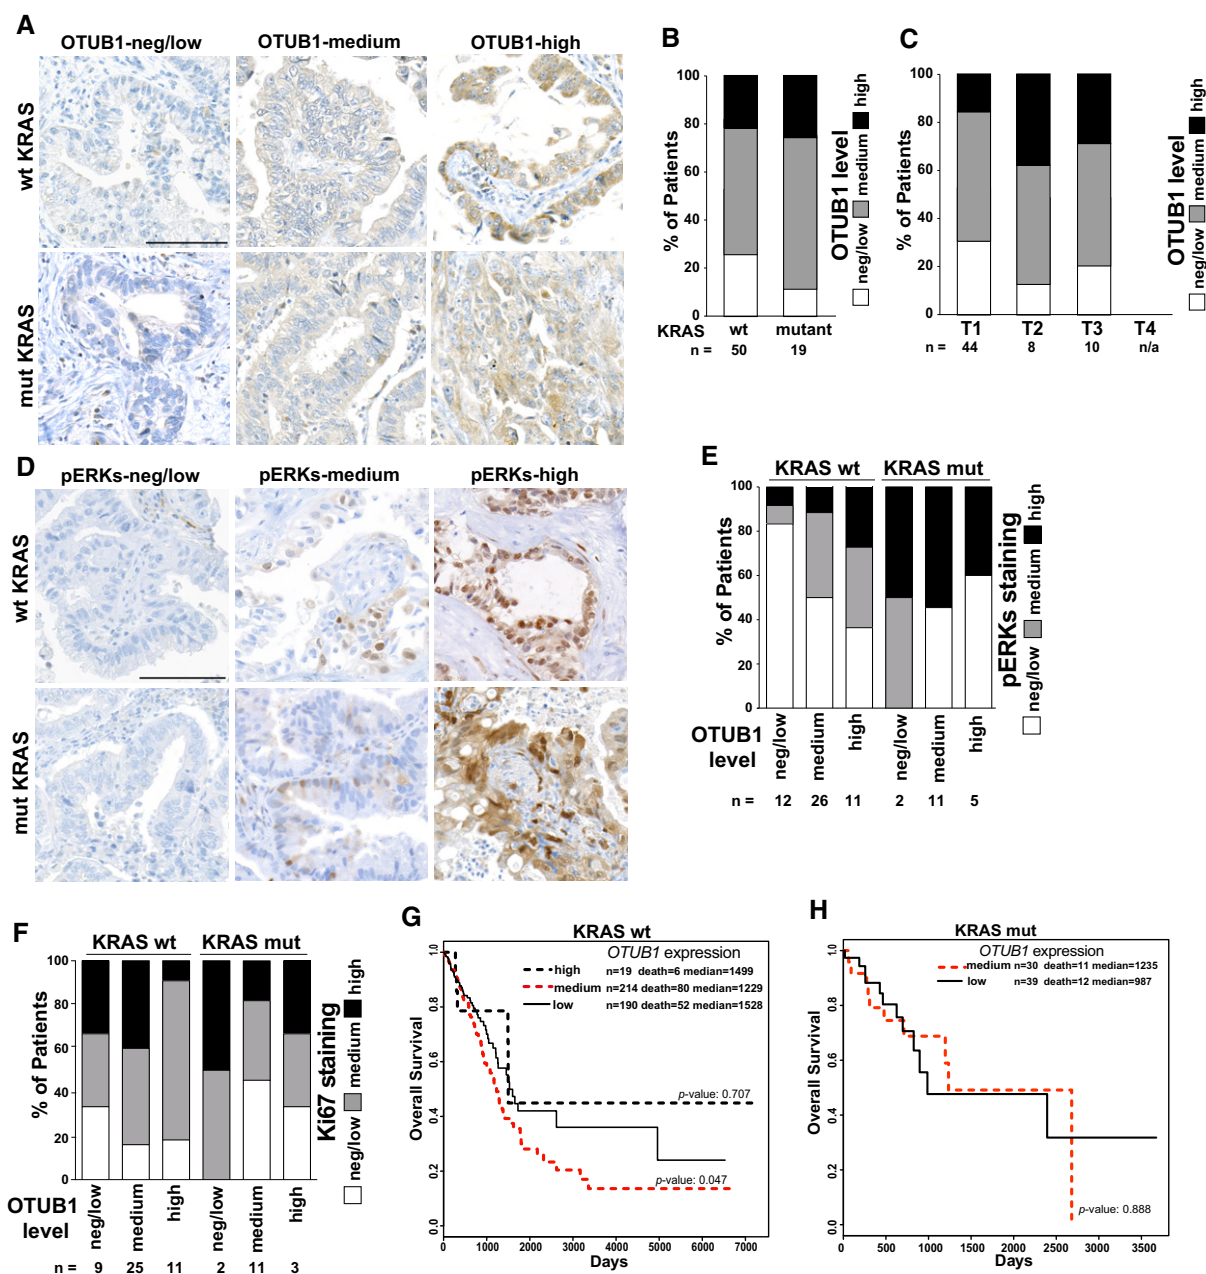 A
OTUB1-neg/low
OTUB1-medium
OTUB1-high
wt KRAS
mut KRAS
B
% of Patients
100
80
60
40
20
0
KRAS wt mutant
n = 50 19
OTUB1 level
neg/low medium high
C
% of Patients
100
80
60
40
20
0
T1 T2 T3 T4
n = 44 8 10 n/a
OTUB1 level
neg/low medium high
D
pERKs-neg/low
pERKs-medium
pERKs-high
wt KRAS
mut KRAS
E
KRAS wt KRAS mut
% of Patients
100
80
60
40
20
0
OTUB1
level
neg/low medium high neg/low medium high
n = 12 26 11 2 11 5
pERKs staining
neg/low medium high
F
KRAS wt KRAS mut
% of Patients
100
80
60
40
20
0
OTUB1
level
neg/low medium high neg/low medium high
n = 9 25 11 2 11 3
Ki67 staining
neg/low medium high
G
KRAS wt
OTUB1 expression
high n=19 death=6 median=1499
medium n=214 death=80 median=1229
low n=190 death=52 median=1528
p-value: 0.707
p-value: 0.047
Overall Survival
1.0
0.8
0.6
0.4
0.2
0.0
0 1000 2000 3000 4000 5000 6000 7000
Days
H
KRAS mut
OTUB1 expression
medium n=30 death=11 median=1235
low n=39 death=12 median=987
p-value: 0.888
Overall Survival
1.0
0.8
0.6
0.4
0.2
0.0
0 500 1000 1500 2000 2500 3000 3500
Days